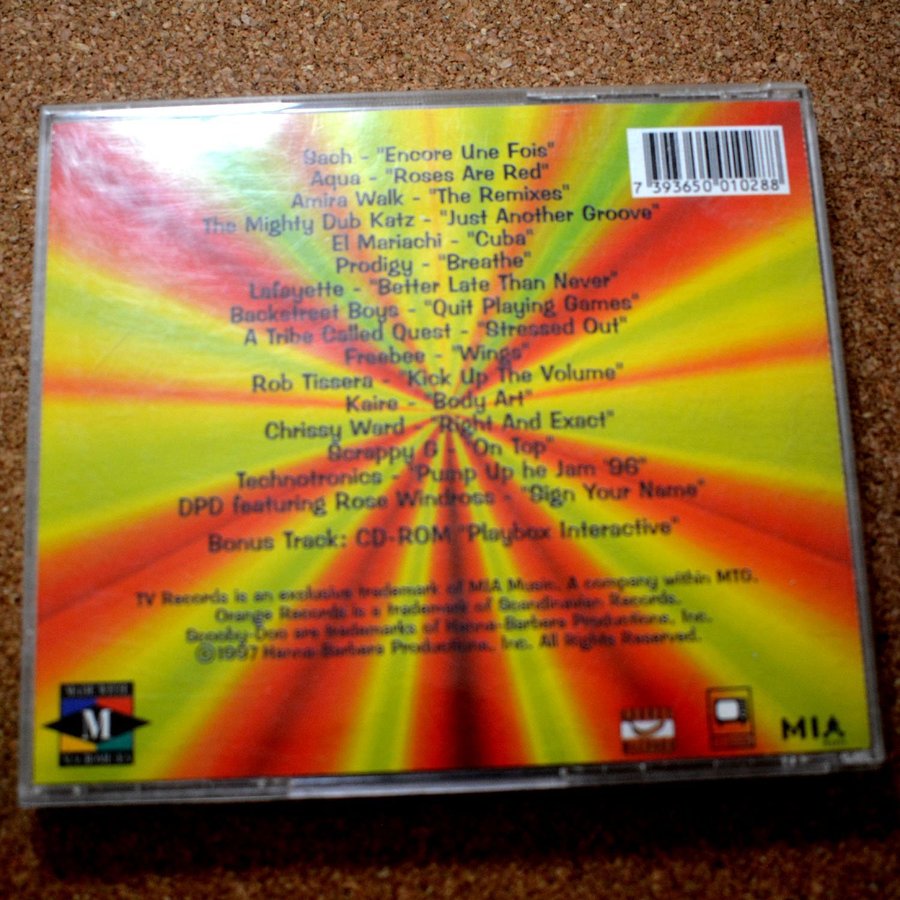 Sach - "Encore Une Fois"
Aqua - "Roses Are Red"
Amira Walk - "The Remixes"
The Mighty Dub Katz - "Just Another Groove"
El Mariachi - "Cuba"
Prodigy - "Breathe"
Lafayette - "Better Late Than Never"
Backstreet Boys - "Quit Playing Games"
A Tribe Called Quest - "Stressed Out"
Freebee - "Wings"
Rob Tissera - "Kick Up The Volume"
Kaire - "Body Art"
Chrissy Ward - "Right And Exact"
Scrappy G - "On Top"
Technotronics - "Pump Up he Jam '96"
DPD featuring Rose Windross - "Sign Your Name"
Bonus Track: CD-ROM "Playbox Interactive"
TV Records is an exclusive trademark of MIA Music. A company within MTG.
Orange Records is a trademark of Scandinavian Records.
Scooby-Doo are trademarks of Hanna-Barbera Productions, Inc.
©1997 Hanna-Barbera Productions, Inc. All Rights Reserved.
7 393650 010288
MADE WITH
M
MACROMEDIA
MIA